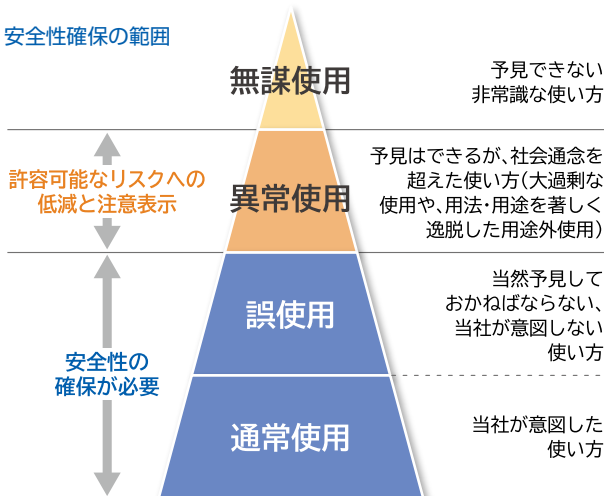 安全性確保の範囲
無謀使用
予見できない
非常識な使い方
許容可能なリスクへの
低減と注意表示
異常使用
予見はできるが、社会通念を
超えた使い方(大過剰な
使用や、用法・用途を著しく
逸脱した用途外使用)
安全性の
確保が必要
誤使用
当然予見して
おかねばならない、
当社が意図しない
使い方
通常使用
当社が意図した
使い方